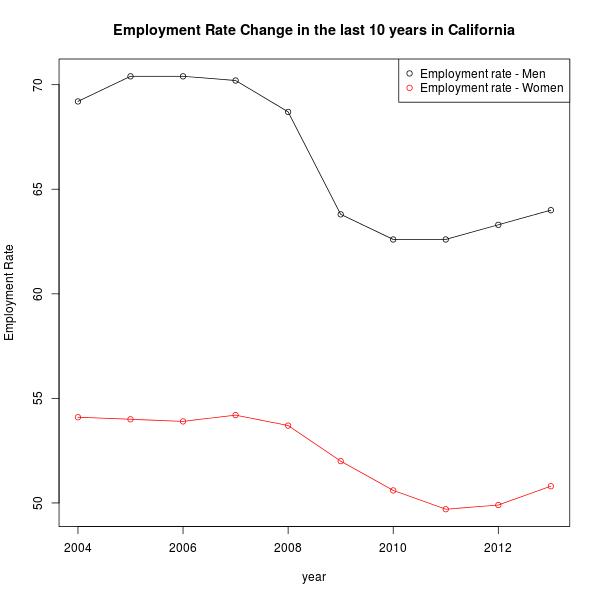 Employment Rate Change in the last 10 years in California
Employment rate - Men
Employment rate - Women
Employment Rate
70
65
60
55
50
2004
2006
2008
2010
2012
year